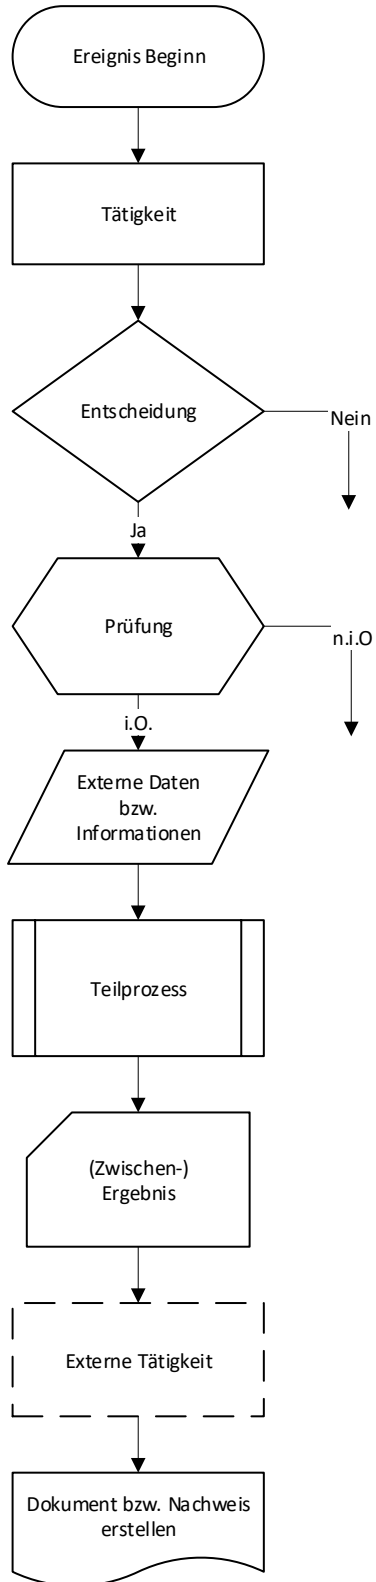 Ereignis Beginn
Tätigkeit
Entscheidung
Nein
Ja
Prüfung
n.i.O
i.O.
Externe Daten
bzw.
Informationen
Teilprozess
(Zwischen-)
Ergebnis
Externe Tätigkeit
Dokument bzw. Nachweis
erstellen